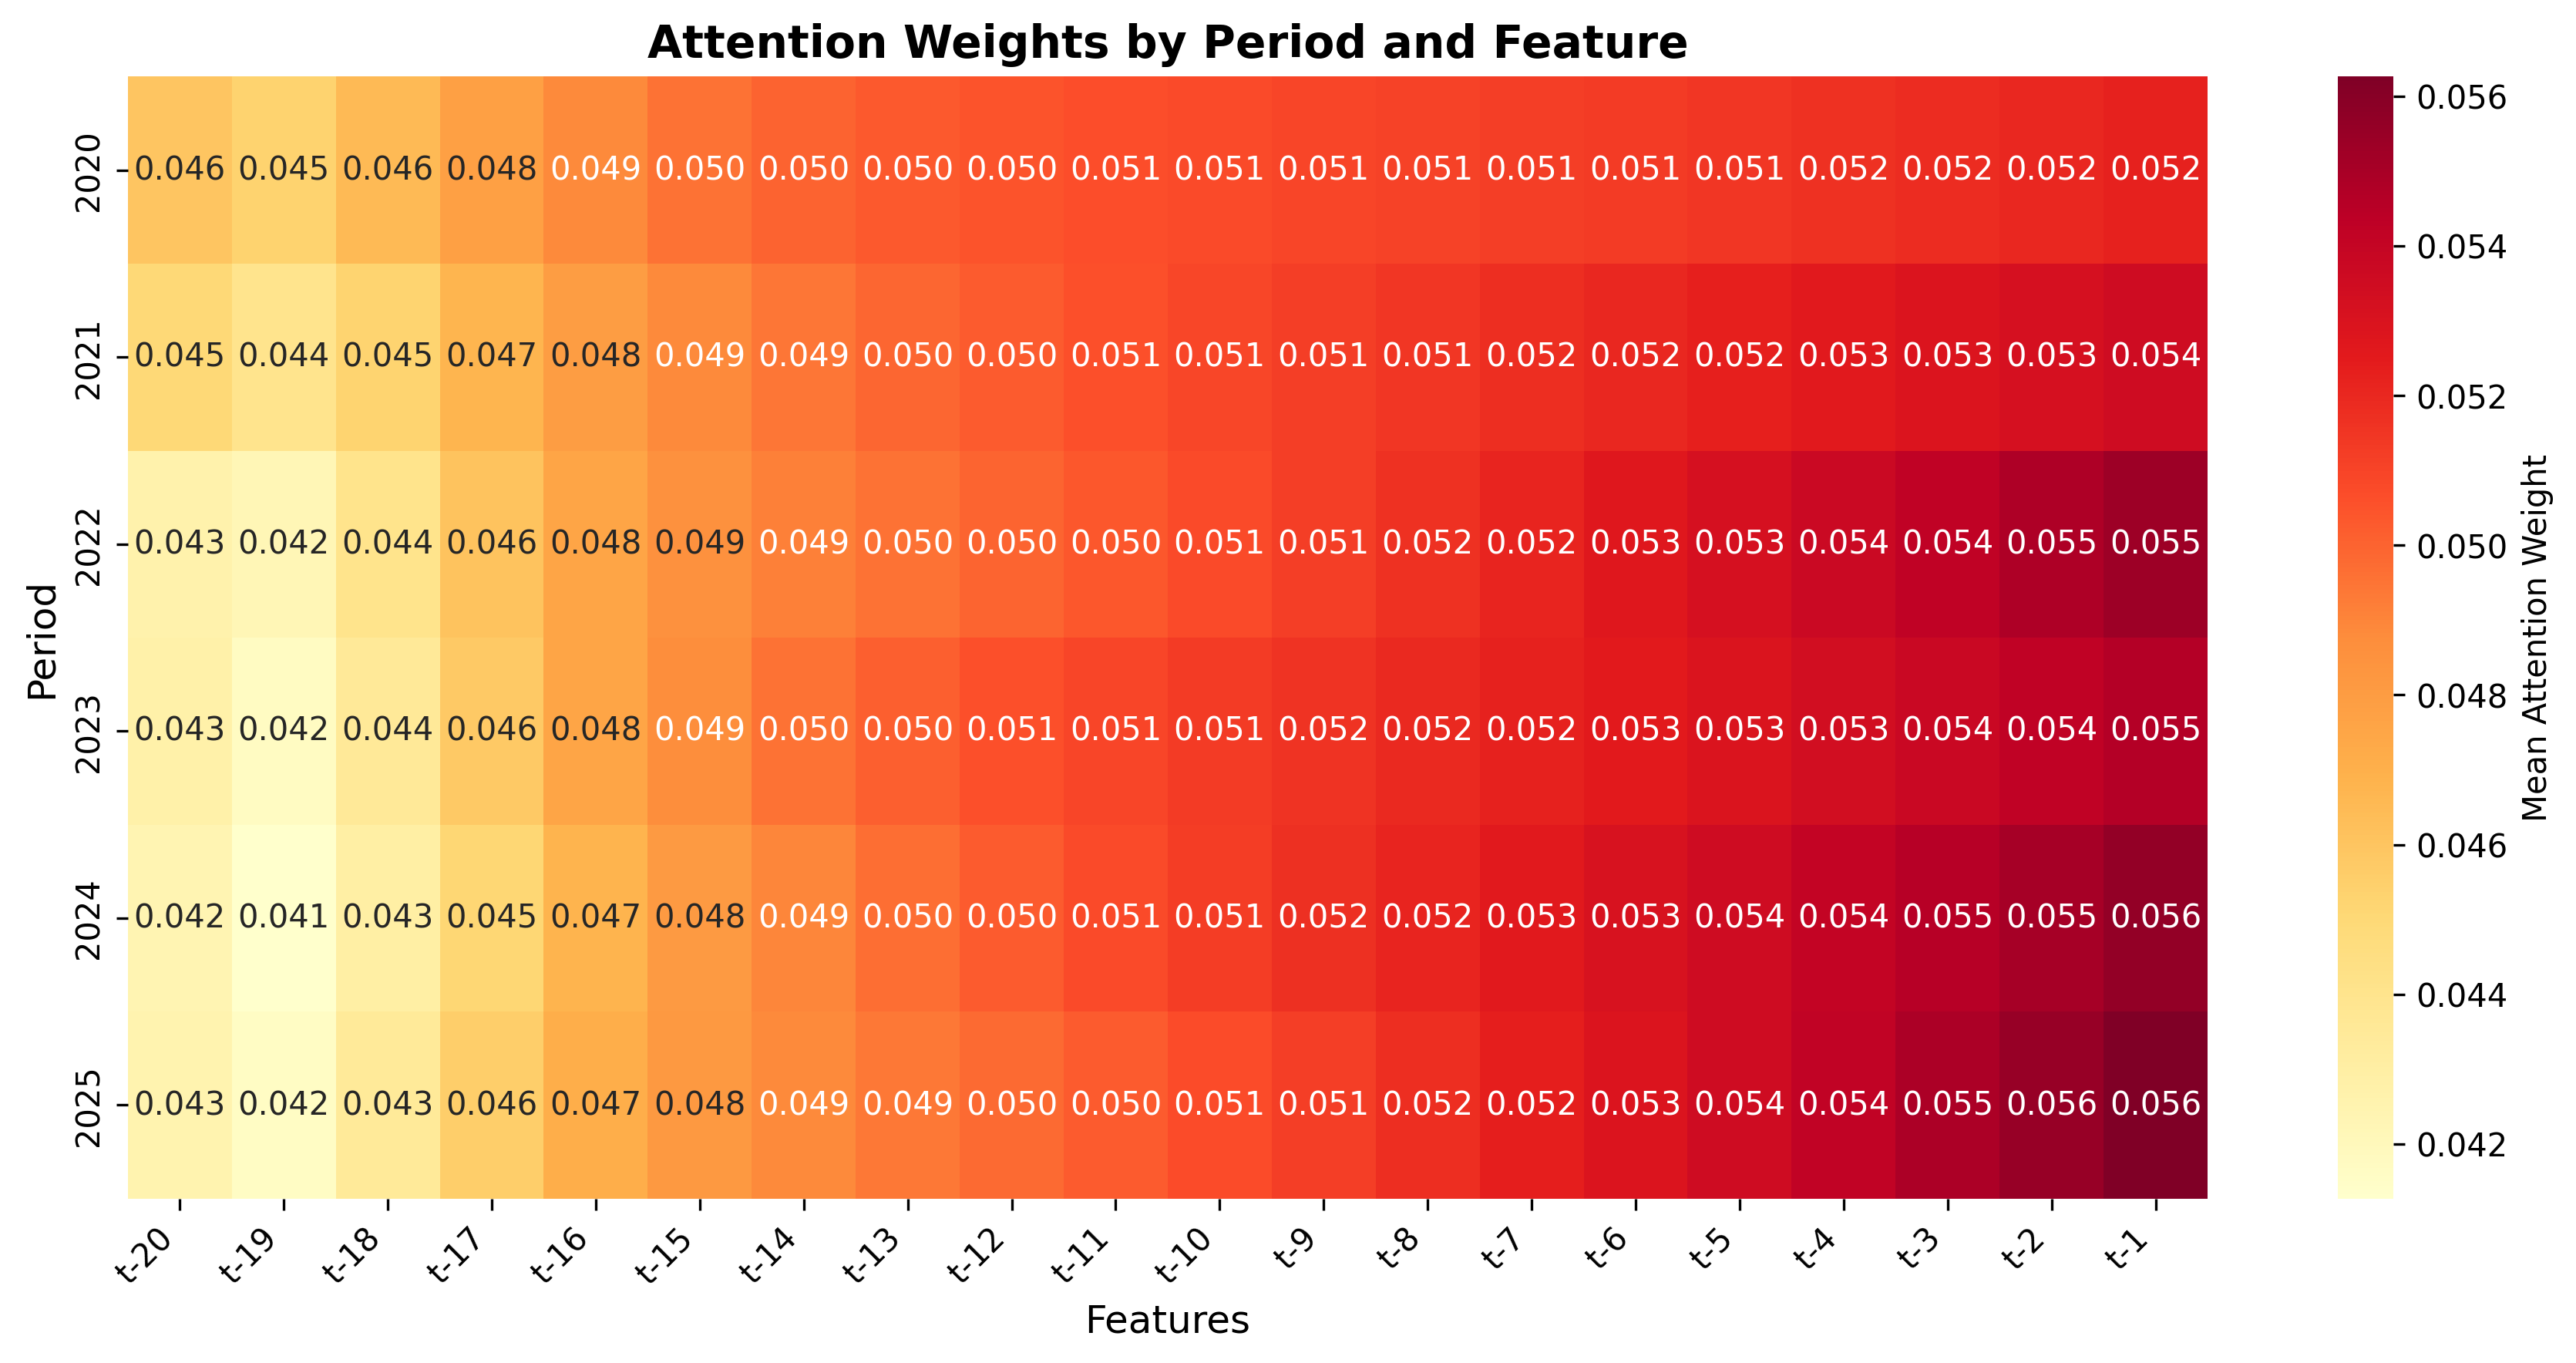 Attention Weights by Period and Feature
Period
2020 0.046 0.045 0.046 0.048 0.049 0.050 0.050 0.050 0.050 0.051 0.051 0.051 0.051 0.051 0.051 0.051 0.052 0.052 0.052 0.052
2021 0.045 0.044 0.045 0.047 0.048 0.049 0.049 0.050 0.050 0.051 0.051 0.051 0.051 0.052 0.052 0.052 0.053 0.053 0.053 0.054
2022 0.043 0.042 0.044 0.046 0.048 0.049 0.049 0.050 0.050 0.050 0.051 0.051 0.052 0.052 0.053 0.053 0.054 0.054 0.055 0.055
2023 0.043 0.042 0.044 0.046 0.048 0.049 0.050 0.050 0.051 0.051 0.051 0.052 0.052 0.052 0.053 0.053 0.053 0.054 0.054 0.055
2024 0.042 0.041 0.043 0.045 0.047 0.048 0.049 0.050 0.050 0.051 0.051 0.052 0.052 0.053 0.053 0.054 0.054 0.055 0.055 0.056
2025 0.043 0.042 0.043 0.046 0.047 0.048 0.049 0.049 0.050 0.050 0.051 0.051 0.052 0.052 0.053 0.054 0.054 0.055 0.056 0.056
t-20 t-19 t-18 t-17 t-16 t-15 t-14 t-13 t-12 t-11 t-10 t-9 t-8 t-7 t-6 t-5 t-4 t-3 t-2 t-1
Features
0.056
0.054
0.052
0.050
0.048
0.046
0.044
0.042
Mean Attention Weight